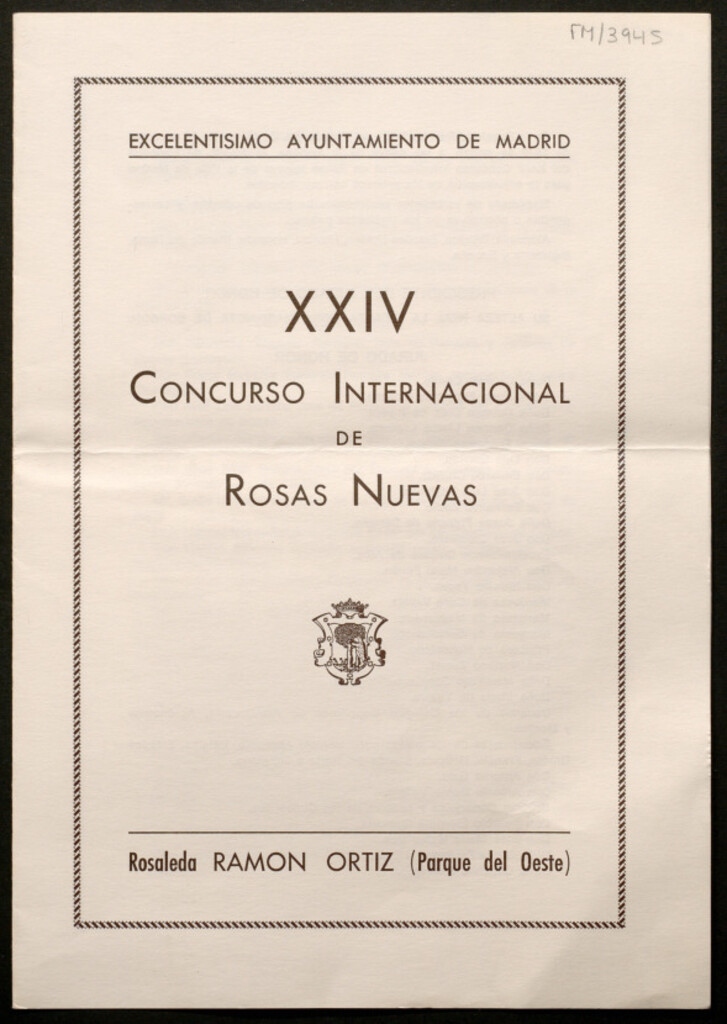 FM/3945
EXCELENTISIMO AYUNTAMIENTO DE MADRID
XXIV
CONCURSO INTERNACIONAL
DE
ROSAS NUEVAS
Rosaleda RAMON ORTIZ (Parque del Oeste)